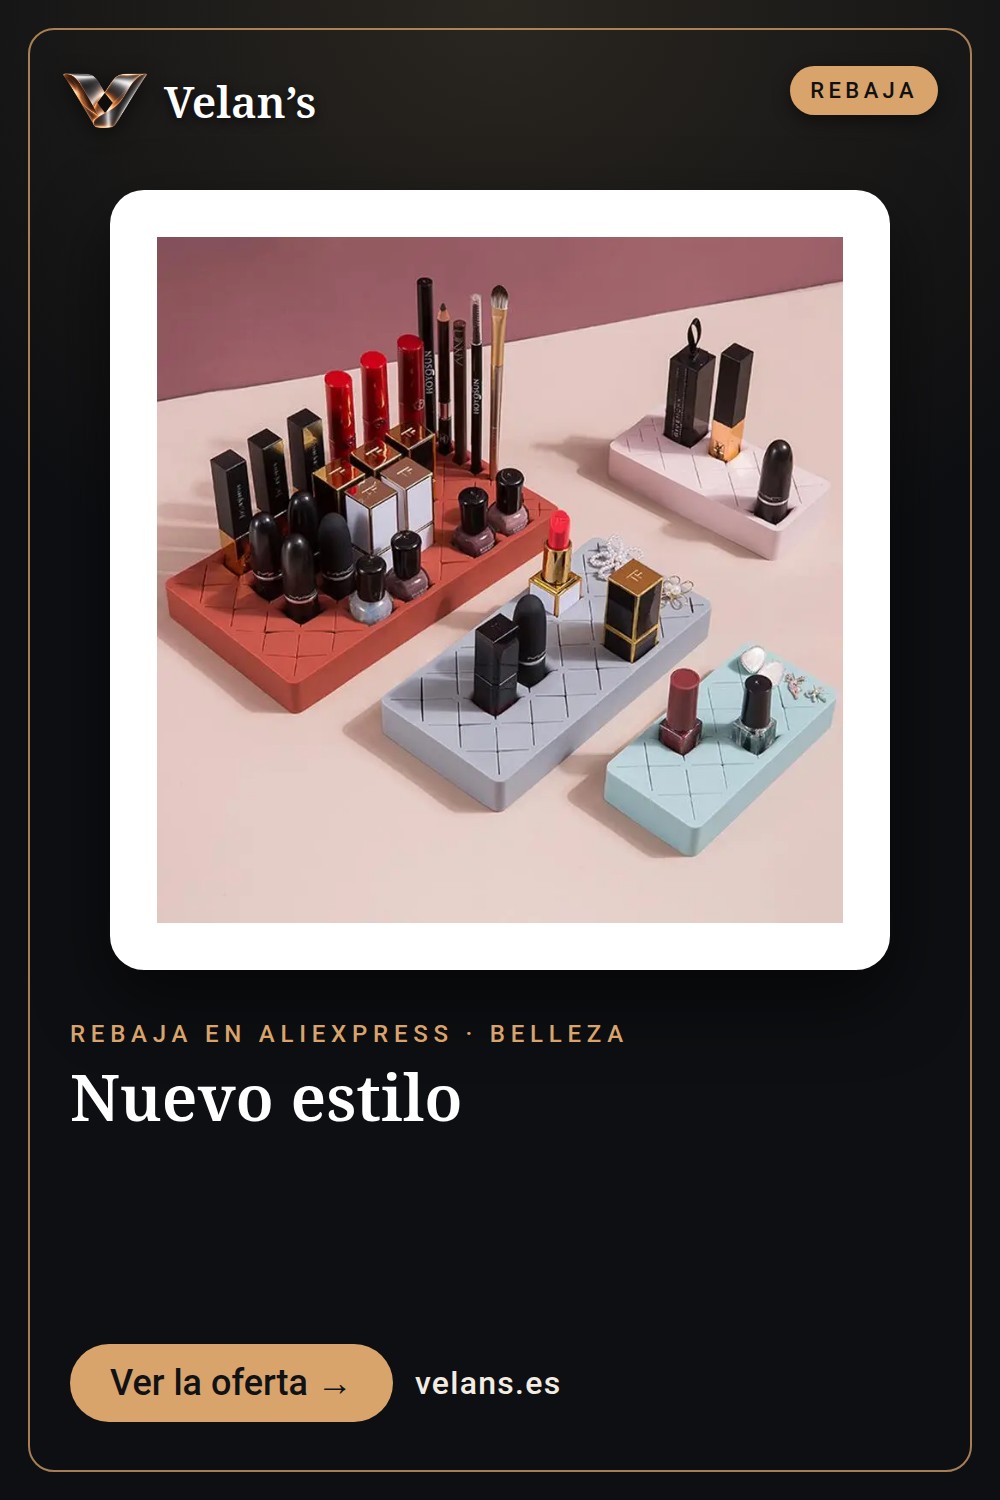 Velan’s
REBAJA
REBAJA EN ALIEXPRESS · BELLEZA
Nuevo estilo
Ver la oferta →
velans.es